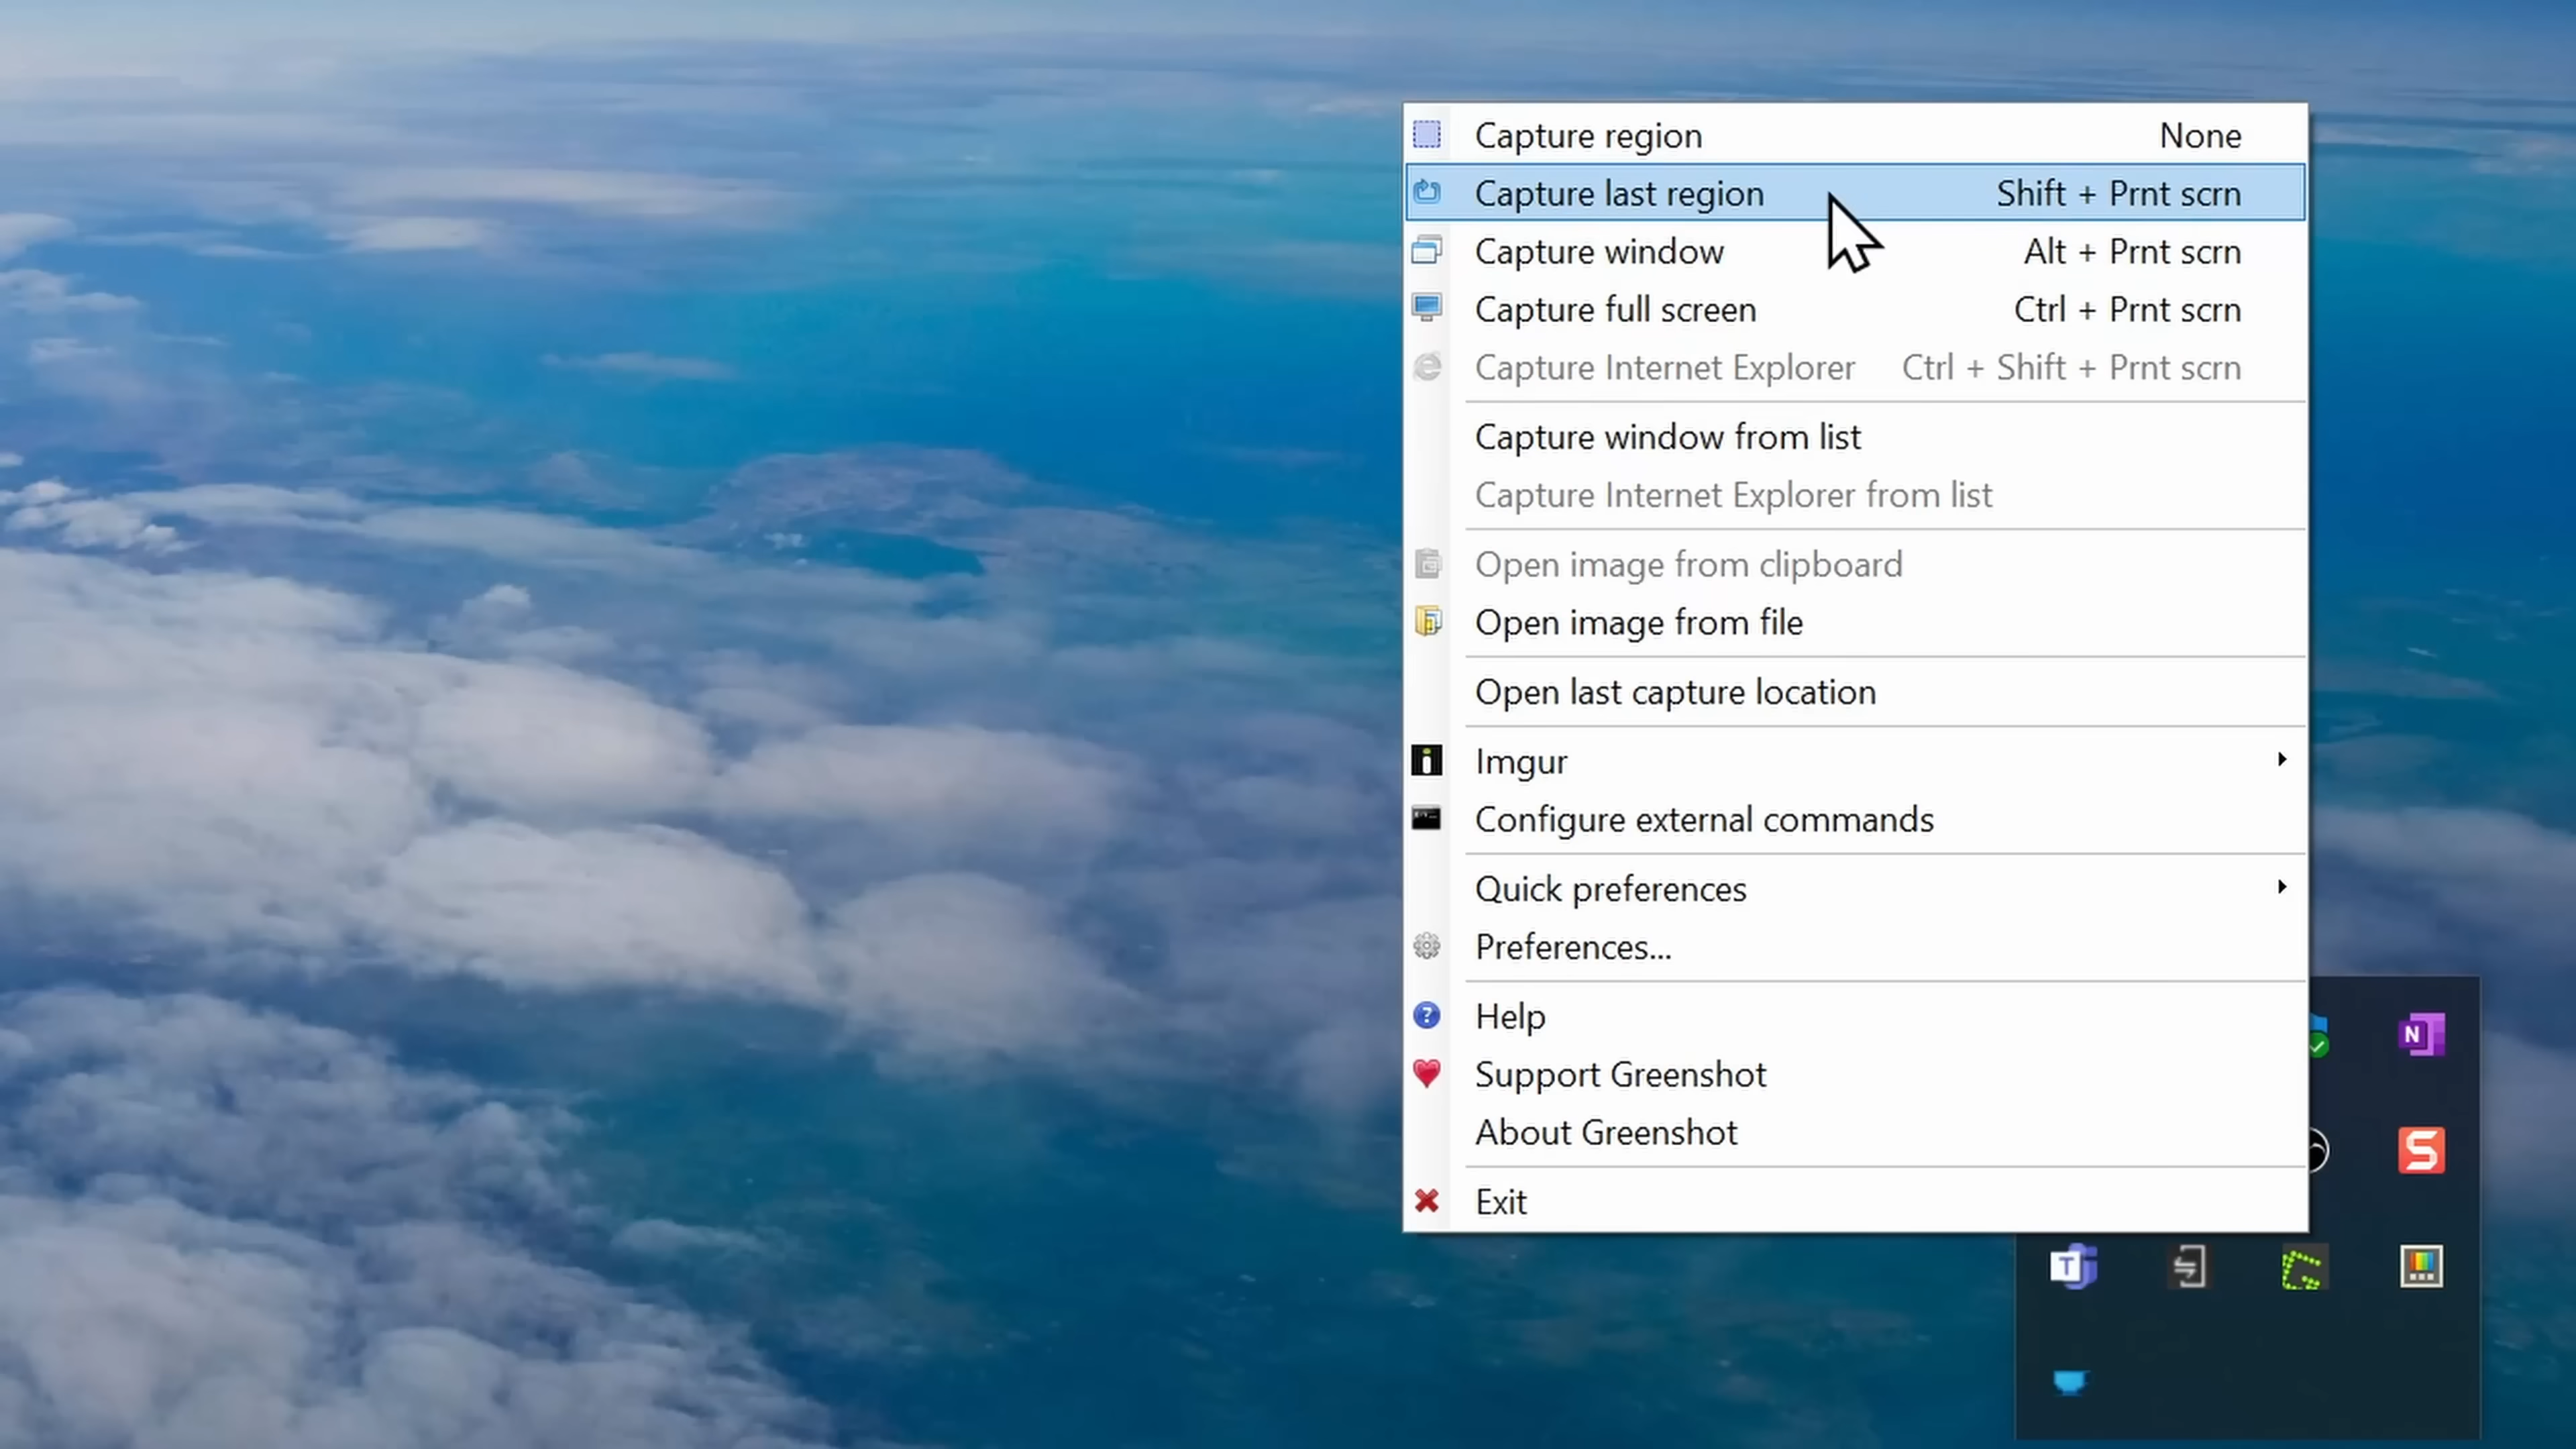 Capture region None
Capture last region Shift + Prnt scrn
Capture window Alt + Prnt scrn
Capture full screen Ctrl + Prnt scrn
Capture Internet Explorer Ctrl + Shift + Prnt scrn
Capture window from list
Capture Internet Explorer from list
Open image from clipboard
Open image from file
Open last capture location
Imgur
Configure external commands
Quick preferences
Preferences...
Help
Support Greenshot
About Greenshot
Exit